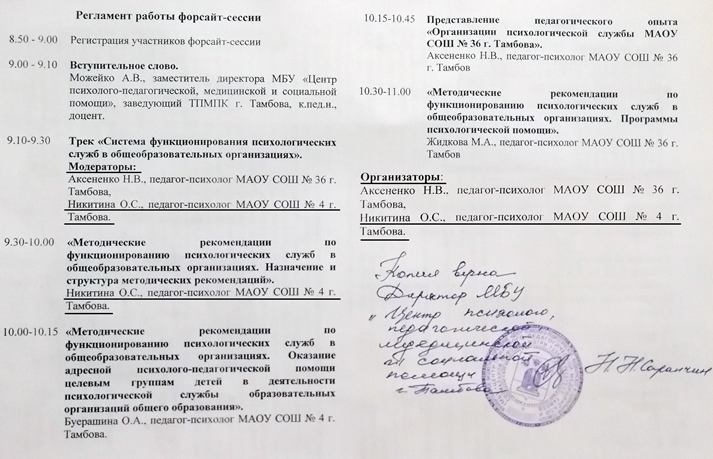 Регламент работы форсайт-сессии
8.50 - 9.00 Регистрация участников форсайт-сессии
9.00 - 9.10 Вступительное слово.
Можейко А.В., заместитель директора МБУ «Центр
психолого-педагогической, медицинской и социальной
помощи», заведующий ТПМПК г. Тамбова, к.пед.н.,
доцент.
9.10-9.30 Трек «Система функционирования психологических
служб в общеобразовательных организациях».
Модераторы:
Аксененко Н.В., педагог-психолог МАОУ СОШ № 36 г.
Тамбова,
Никитина О.С., педагог-психолог МАОУ СОШ № 4 г.
Тамбова.
9.30-10.00 «Методические рекомендации по
функционированию психологических служб в
общеобразовательных организациях. Назначение и
структура методических рекомендаций».
Никитина О.С., педагог-психолог МАОУ СОШ № 4 г.
Тамбова.
10.00-10.15 «Методические рекомендации по
функционированию психологических служб в
общеобразовательных организациях. Оказание
адресной психолого-педагогической помощи
целевым группам детей в деятельности
психологической службы образовательных
организаций общего образования».
Буерашина О.А., педагог-психолог МАОУ СОШ № 4 г.
Тамбова.
10.15-10.45 Представление педагогического опыта
«Организации психологической службы МАОУ
СОШ № 36 г. Тамбова».
Аксененко Н.В., педагог-психолог МАОУ СОШ № 36
г. Тамбов
10.30-11.00 «Методические рекомендации по
функционированию психологических служб в
общеобразовательных организациях. Программы
психологической помощи».
Жидкова М.А., педагог-психолог МАОУ СОШ № 36 г.
Тамбов
Организаторы:
Аксененко Н.В., педагог-психолог МАОУ СОШ № 36 г.
Тамбова,
Никитина О.С., педагог-психолог МАОУ СОШ № 4 г.
Тамбова.
Копия верна
Директор МБУ
«Центр психолого,
педагогической,
медицинской
и социальной
помощи
г. Тамбова
Н.Н. Саранчин